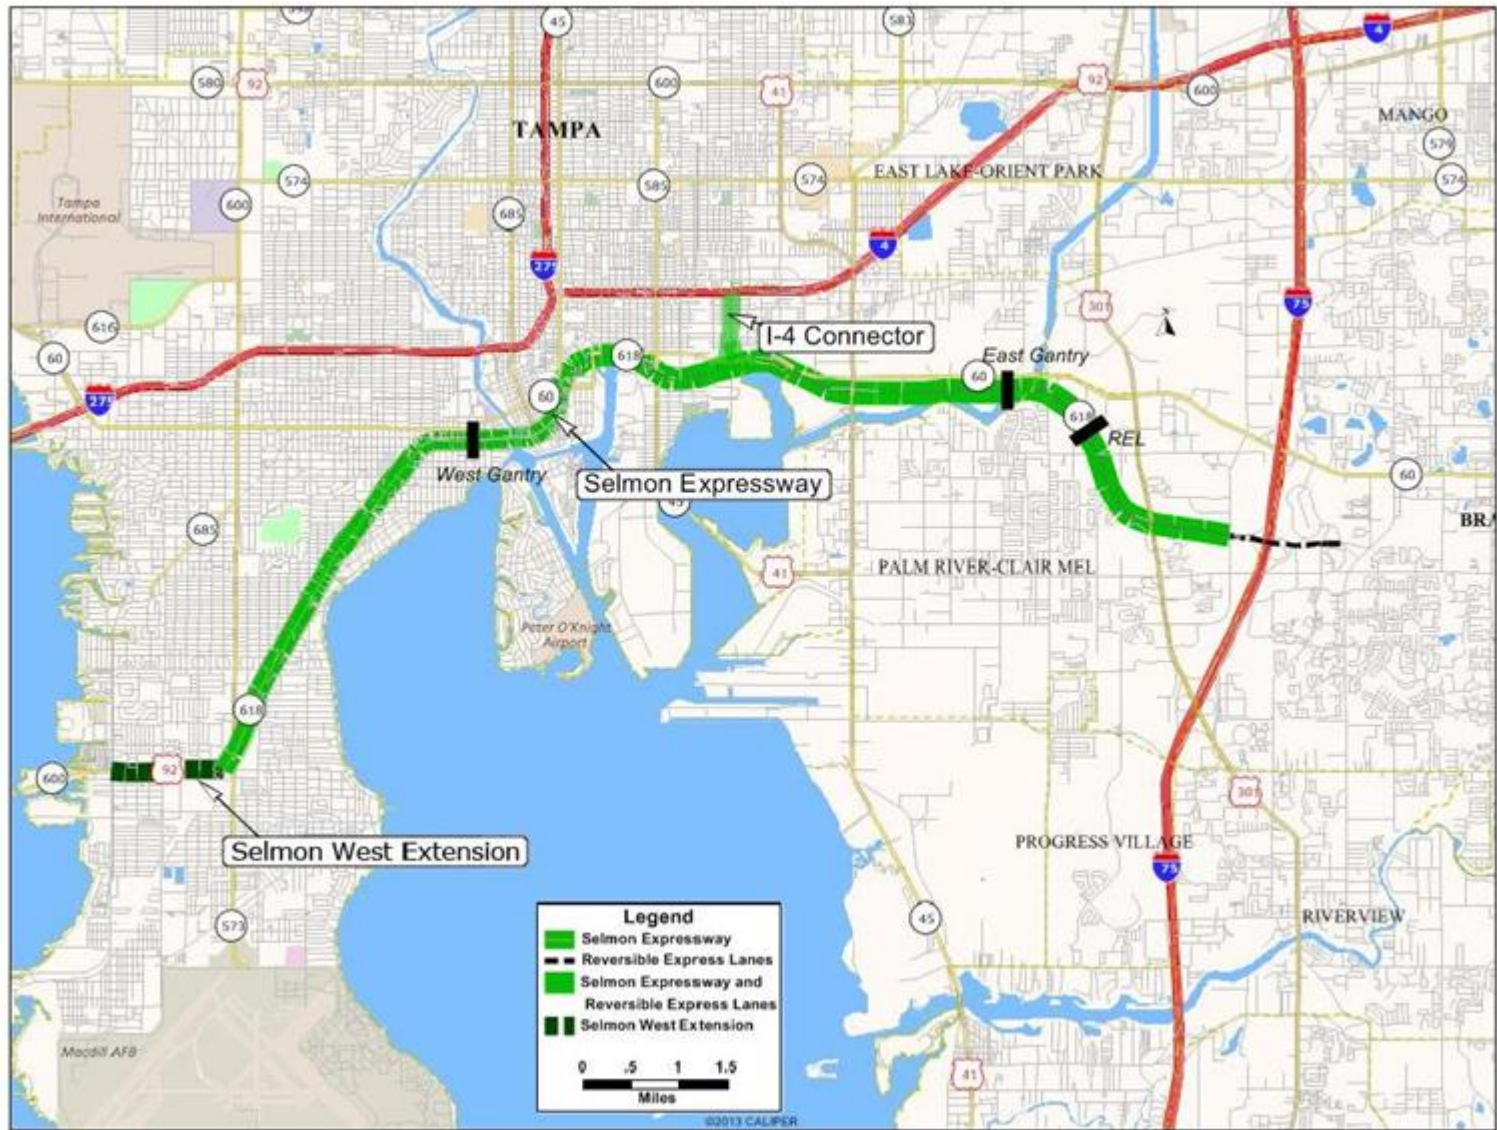 45
583
580
92
600
41
92
600
4
MANGO
579
TAMPA
EAST LAKE-ORIENT PARK
574
585
574
574
Tampa
International
600
685
4
275
301
75
616
I-4 Connector
60
618
East Gantry
60
275
60
618
REL
West Gantry
Selmon Expressway
60
45
685
BRA
41
PALM RIVER-CLAIR MEL
Peter O'Knight
Airport
618
600
92
301
Selmon West Extension
PROGRESS VILLAGE
75
573
45
RIVERVIEW
Macdill AFB
41
Legend
Selmon Expressway
Reversible Express Lanes
Selmon Expressway and
Reversible Express Lanes
Selmon West Extension
0 .5 1 1.5
Miles
©2013 CALIPER